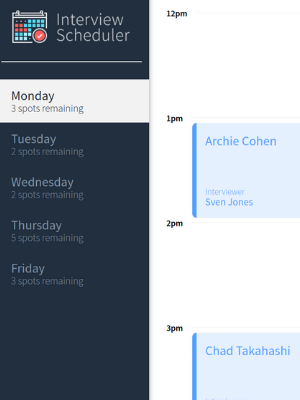 Interview
Scheduler
Monday
3 spots remaining
Tuesday
2 spots remaining
Wednesday
2 spots remaining
Thursday
5 spots remaining
Friday
3 spots remaining
12pm
1pm
Archie Cohen
Interviewer
Sven Jones
2pm
3pm
Chad Takahashi